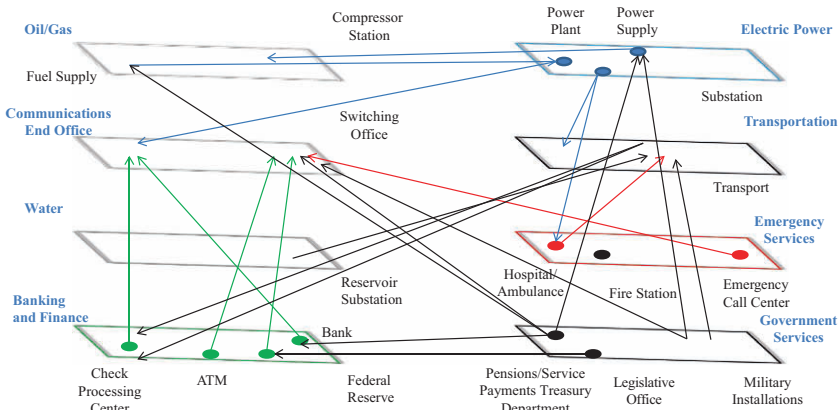 Oil/Gas
Compressor
Station
Power
Plant
Power
Supply
Electric Power
Fuel Supply
Substation
Communications
End Office
Switching
Office
Transportation
Transport
Water
Emergency
Services
Reservoir
Substation
Hospital/
Ambulance
Fire Station
Emergency
Call Center
Banking
and Finance
Bank
Government
Services
Check
Processing
Center
ATM
Federal
Reserve
Pensions/Service
Payments Treasury
Department
Legislative
Office
Military
Installations